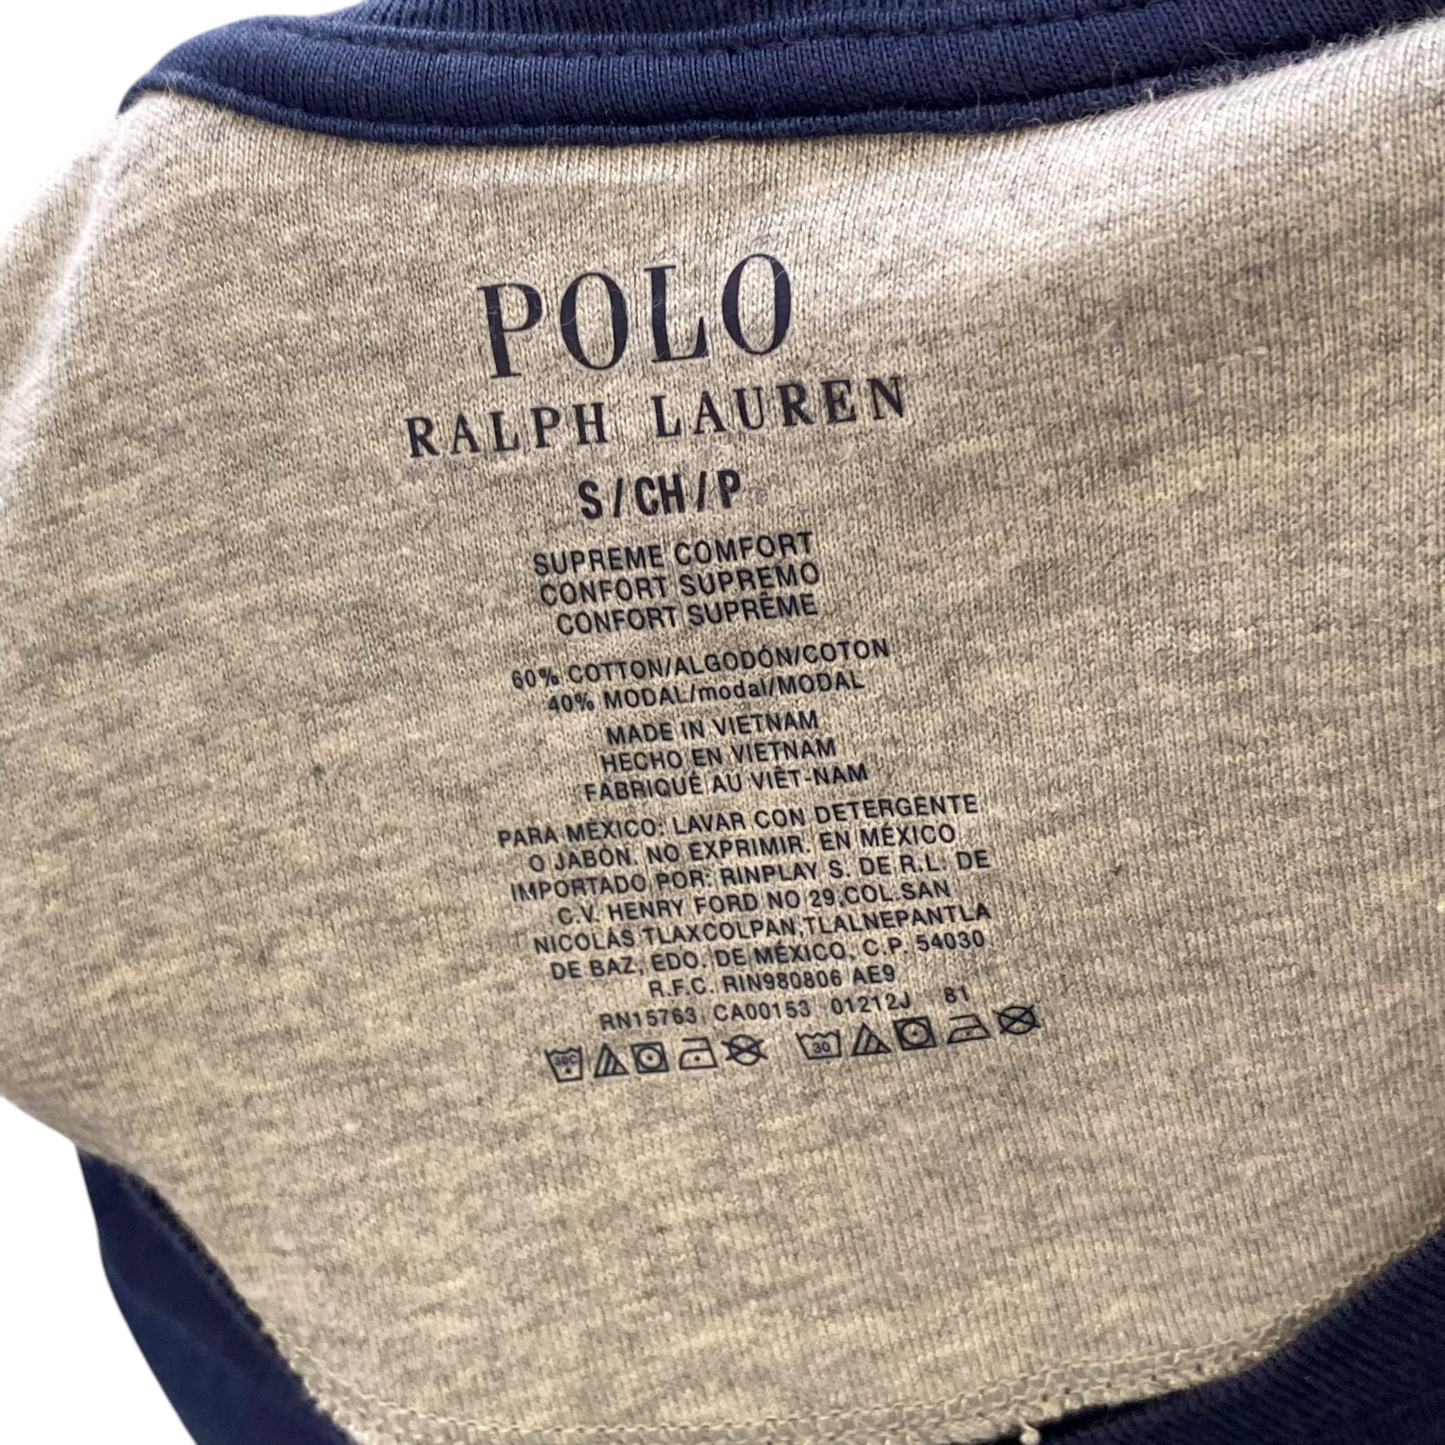 POLO
RALPH LAUREN
S/CH/P
SUPREME COMFORT
CONFORT SUPREMO
CONFORT SUPRÊME
60% COTTON/ALGODÓN/COTON
40% MODAL/modal/MODAL
MADE IN VIETNAM
HECHO EN VIETNAM
FABRIQUÉ AU VIÊT-NAM
PARA MÉXICO: LAVAR CON DETERGENTE
O JABÓN. NO EXPRIMIR. EN MÉXICO
IMPORTADO POR: RINPLAY S. DE R.L. DE
C.V. HENRY FORD NO 29,COL.SAN
NICOLÁS TLAXCOLPAN,TLALNEPANTLA
DE BAZ, EDO. DE MÉXICO, C.P. 54030
R.F.C. RIN980806 AE9
RN15763, CA00153 01212J 81
30